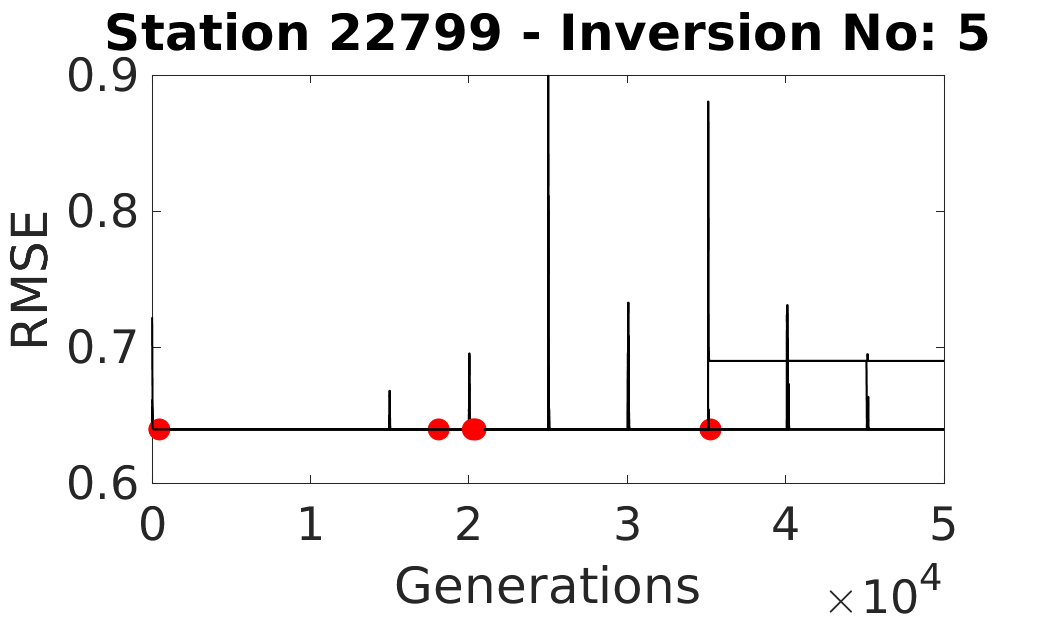 Station 22799 - Inversion No: 5
0.9
0.8
0.7
0.6
RMSE
0 1 2 3 4 5
Generations
×10⁴